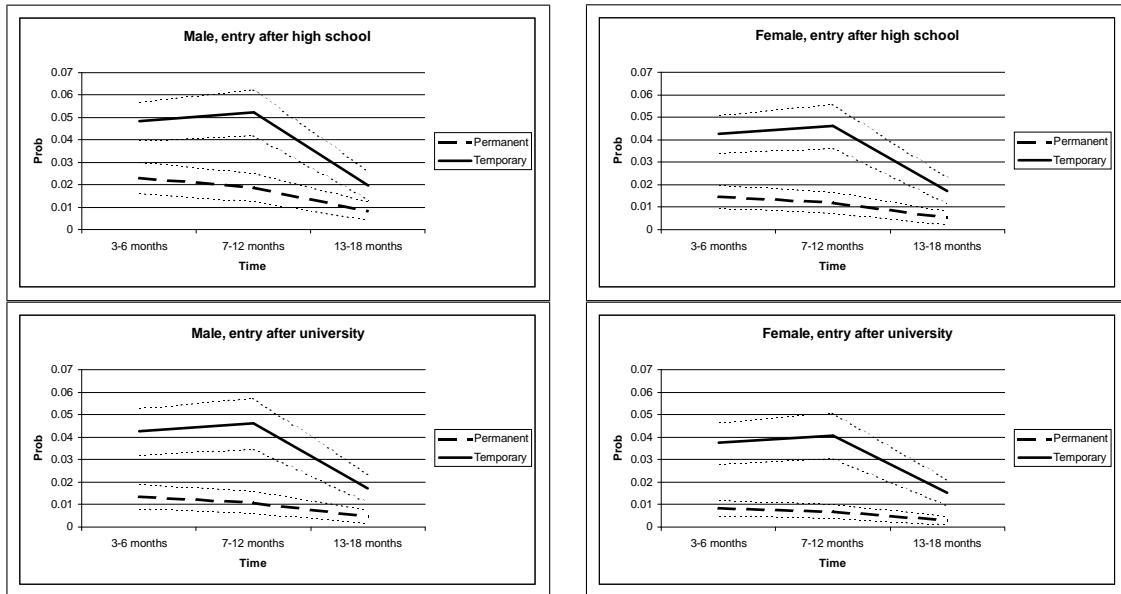 Male, entry after high school
0.07
0.06
0.05
0.04
0.03
0.02
0.01
0
Prob
3-6 months 7-12 months 13-18 months
Time
Permanent
Temporary
Female, entry after high school
0.07
0.06
0.05
0.04
0.03
0.02
0.01
0
Prob
3-6 months 7-12 months 13-18 months
Time
Permanent
Temporary
Male, entry after university
0.07
0.06
0.05
0.04
0.03
0.02
0.01
0
Prob
3-6 months 7-12 months 13-18 months
Time
Permanent
Temporary
Female, entry after university
0.07
0.06
0.05
0.04
0.03
0.02
0.01
0
Prob
3-6 months 7-12 months 13-18 months
Time
Permanent
Temporary